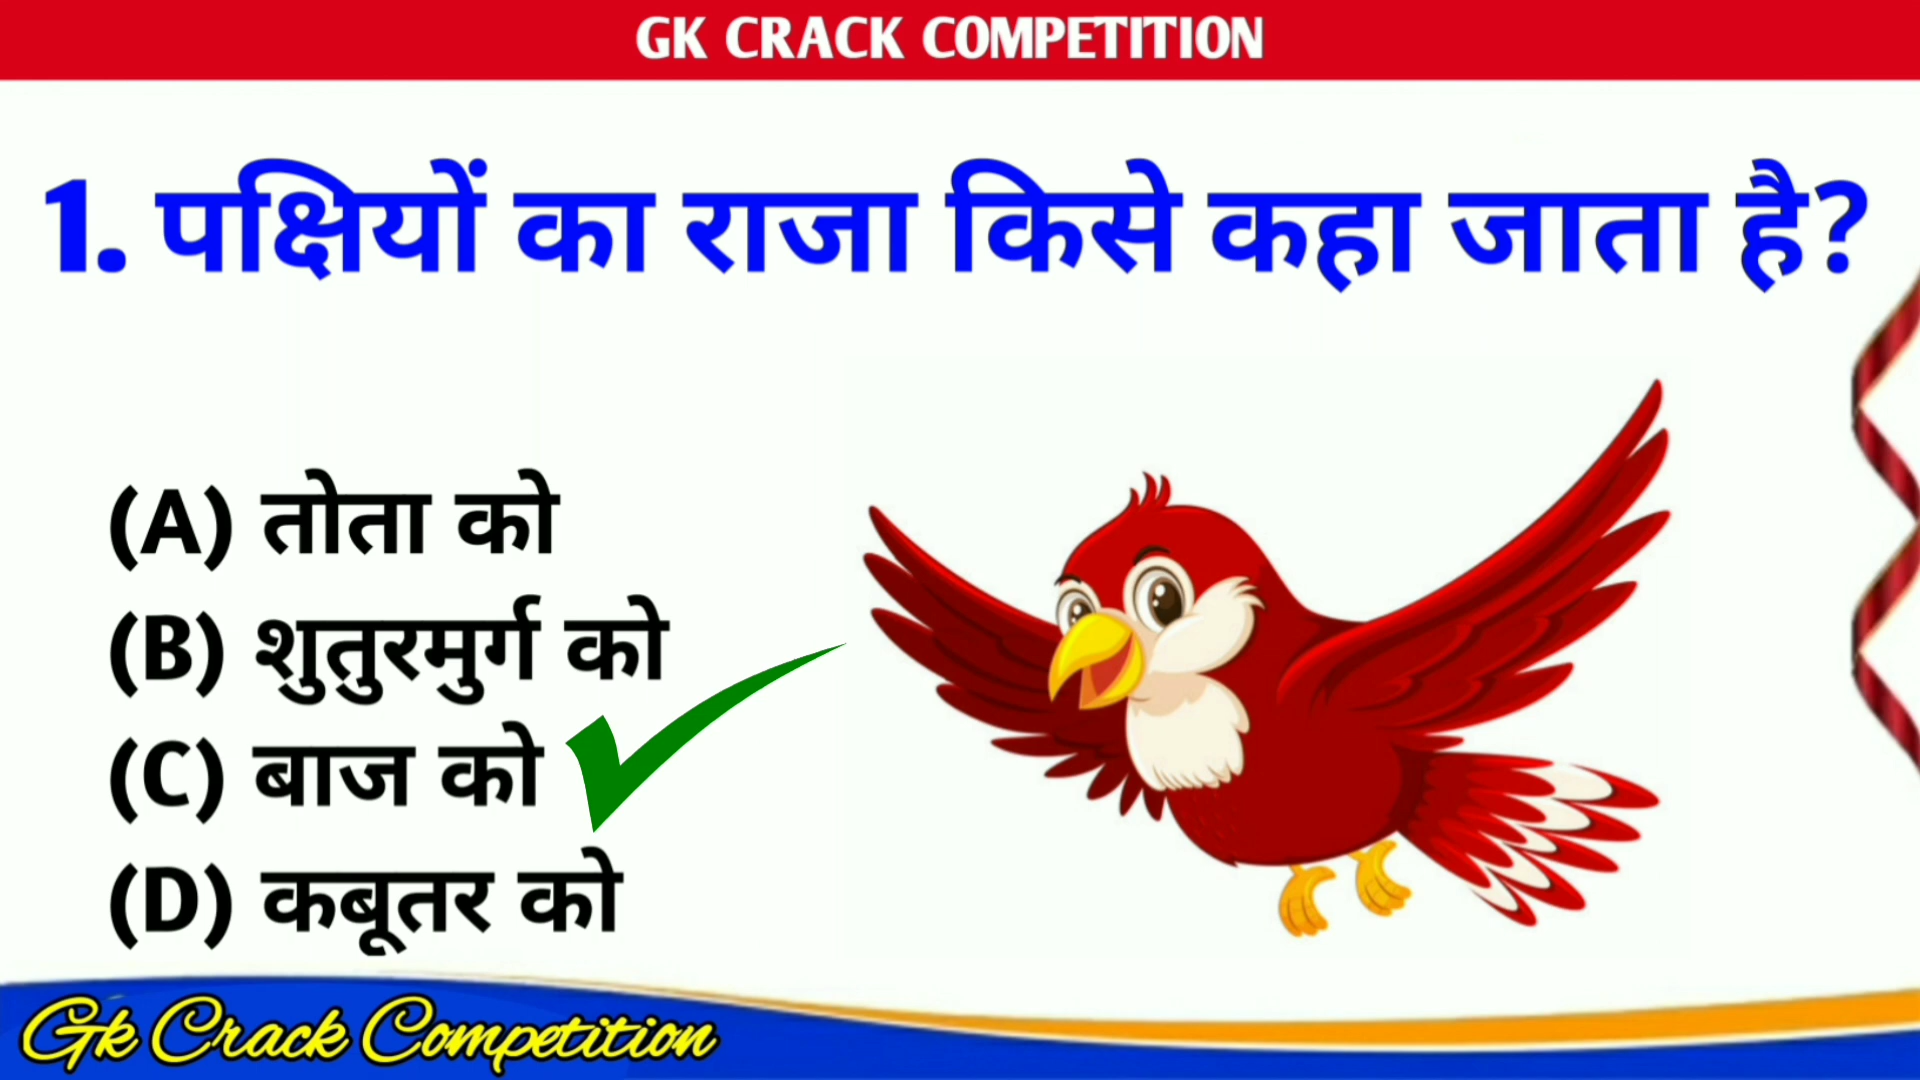 GK CRACK COMPETITION
1. पक्षियों का राजा किसे कहा जाता है?
(A) तोता को
(B) शुतुरमुर्ग को
(C) बाज को
(D) कबूतर को
Gk Crack Competition